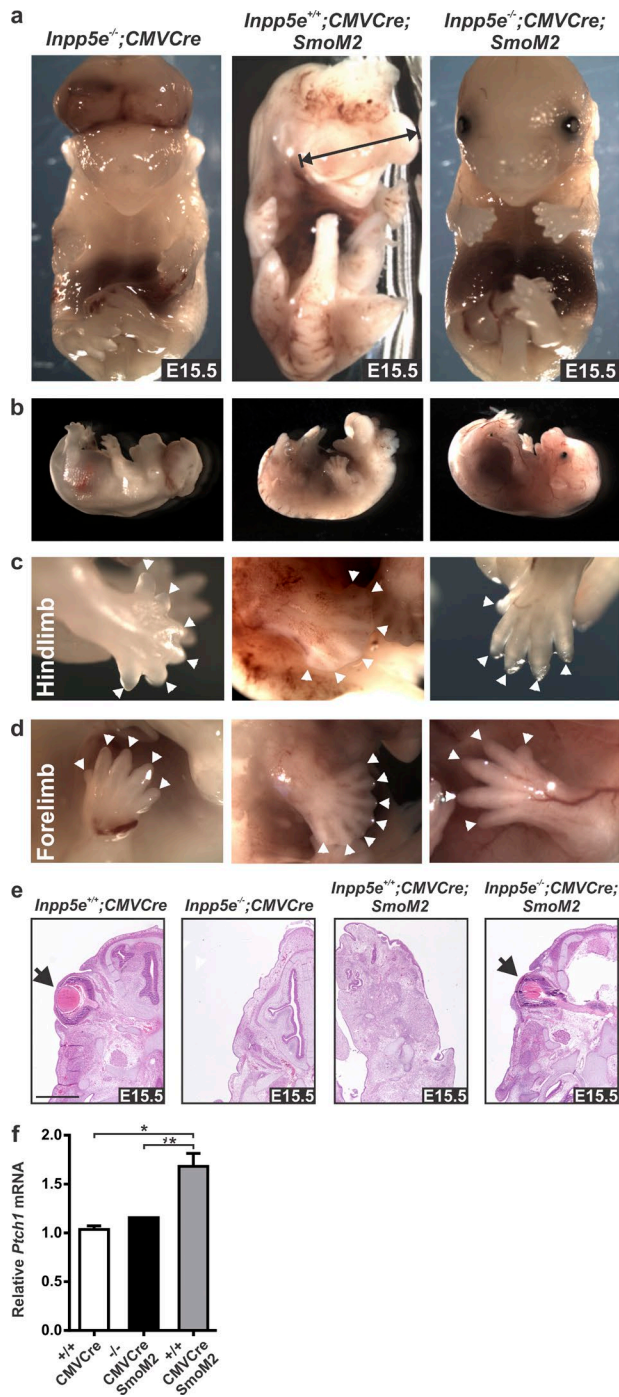 a
Inpp5e-/-;CMVCre
Inpp5e+/+;CMVCre;
SmoM2
Inpp5e-/-;CMVCre;
SmoM2
E15.5
E15.5
E15.5
b
c
Hindlimb
d
Forelimb
e
Inpp5e+/+;CMVCre
Inpp5e-/-;CMVCre
Inpp5e+/+;CMVCre;
SmoM2
Inpp5e-/-;CMVCre;
SmoM2
E15.5
E15.5
E15.5
E15.5
f
Relative Ptch1 mRNA
2.0
1.5
1.0
0.5
0.0
*
**
+/+
CMVCre
-/-
CMVCre
SmoM2
+/+
CMVCre
SmoM2